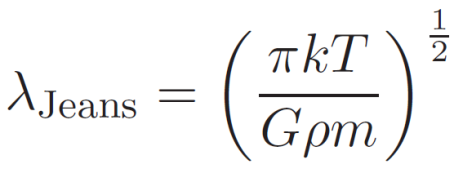 λ_Jeans = (πkT / Gρm)^{1/2}